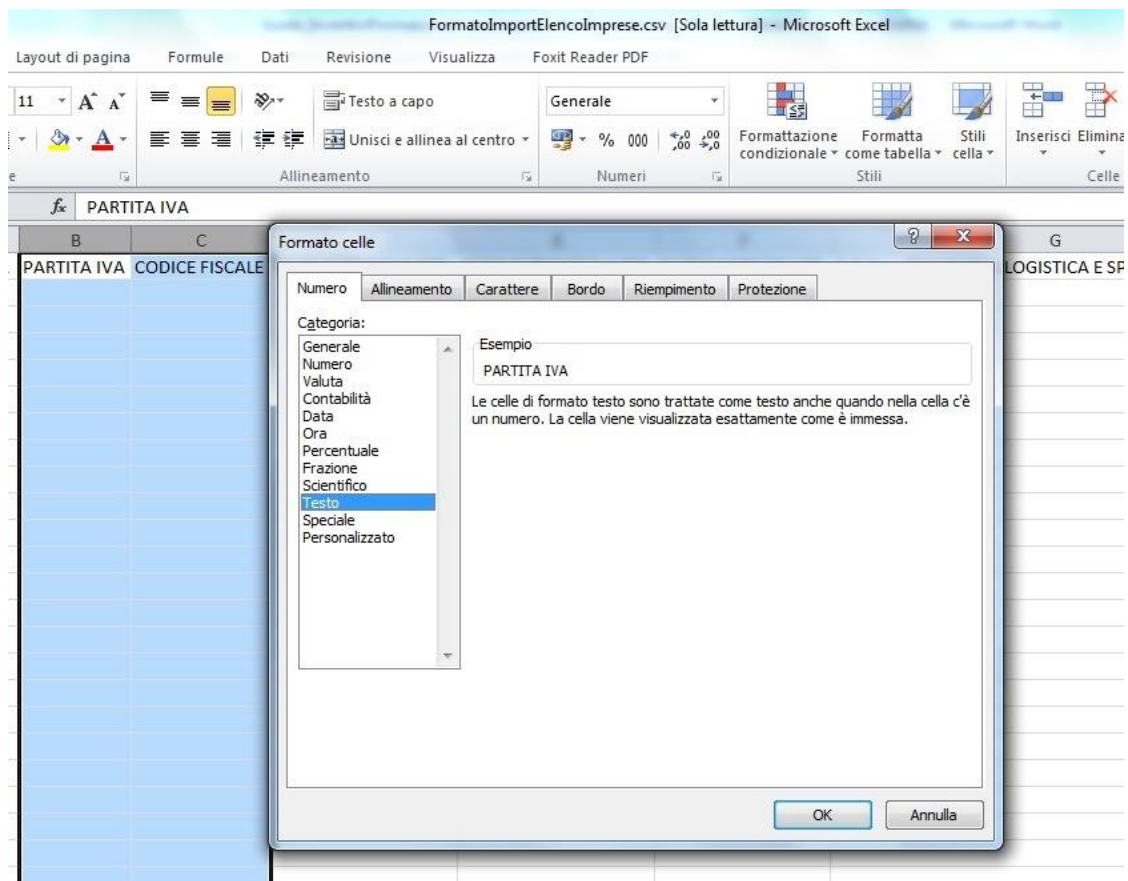 FormatoImportElencoImprese.csv [Sola lettura] - Microsoft Excel
Layout di pagina Formule Dati Revisione Visualizza Foxit Reader PDF
11 A A Testo a capo Generale
Unisci e allinea al centro % 000 ,0 ,00 ,00 ,0 Formattazione condizionale Formatta come tabella Stili cella Inserisci Elimina
Allineamento Numeri Stili Celle
fx PARTITA IVA
B C G
PARTITA IVA CODICE FISCALE LOGISTICA E SP
Formato celle
Numero Allineamento Carattere Bordo Riempimento Protezione
Categoria:
Generale
Numero
Valuta
Contabilità
Data
Ora
Percentuale
Frazione
Scientifico
Testo
Speciale
Personalizzato
Esempio
PARTITA IVA
Le celle di formato testo sono trattate come testo anche quando nella cella c'è
un numero. La cella viene visualizzata esattamente come è immessa.
OK Annulla